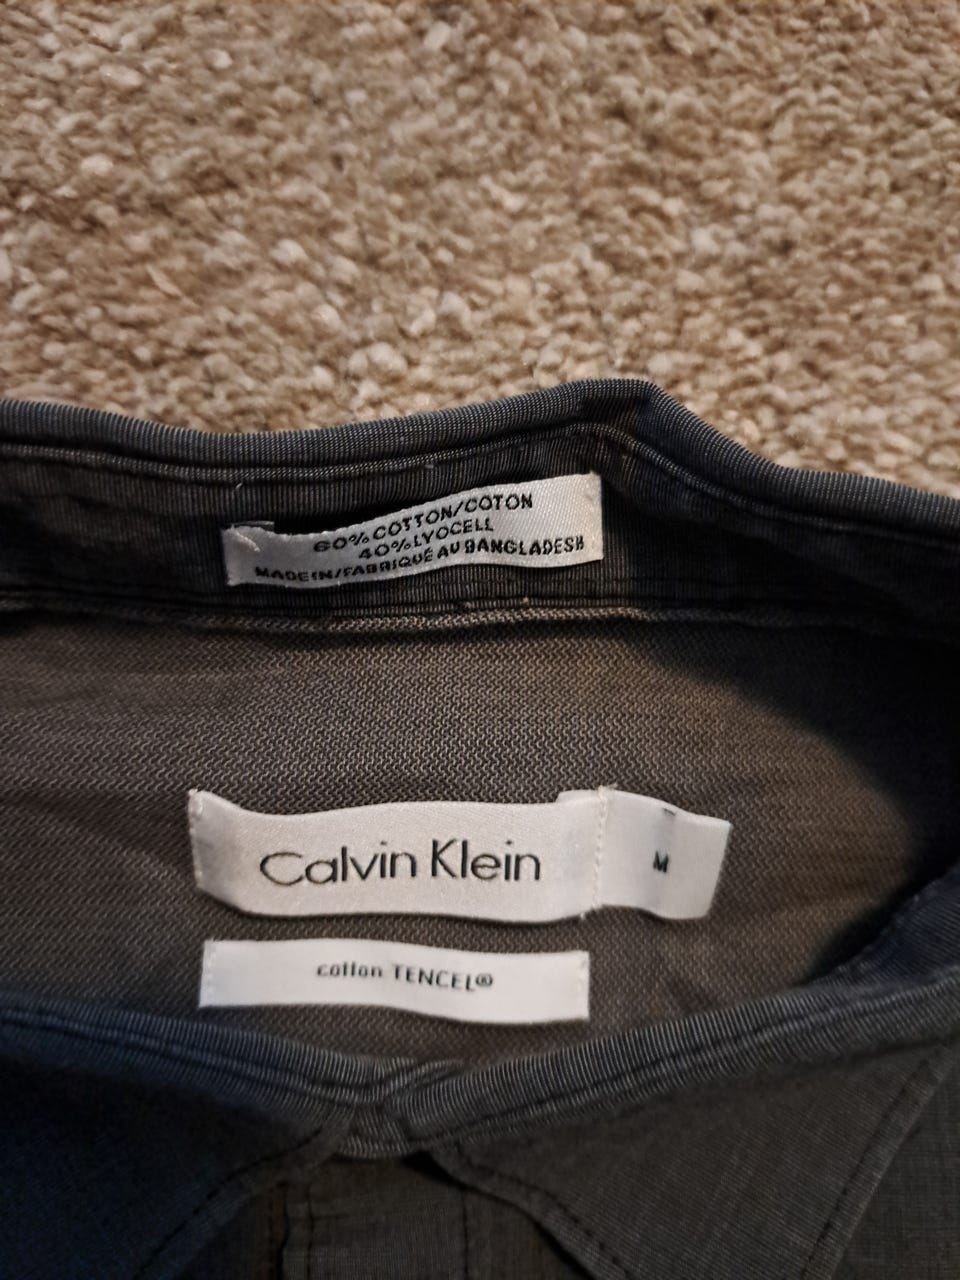 60% COTTON/COTON
40% LYOCELL
MADE IN/FABRIQUÉ AU BANGLADESH
Calvin Klein
M
cotton TENCEL®